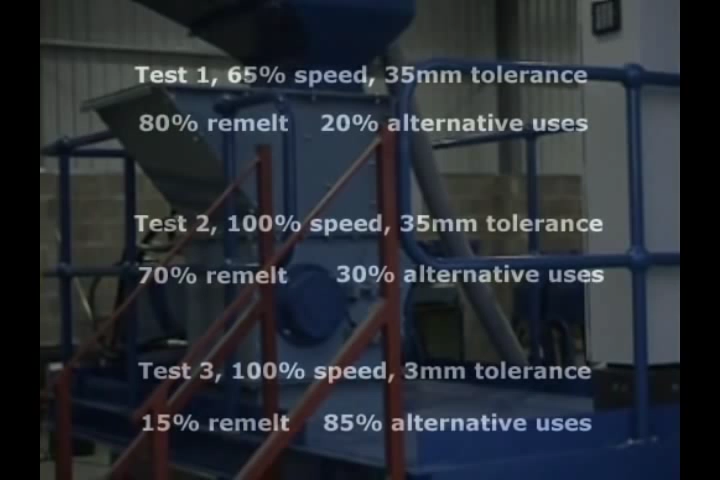 Test 1, 65% speed, 35mm tolerance
80% remelt 20% alternative uses
Test 2, 100% speed, 35mm tolerance
70% remelt 30% alternative uses
Test 3, 100% speed, 3mm tolerance
15% remelt 85% alternative uses